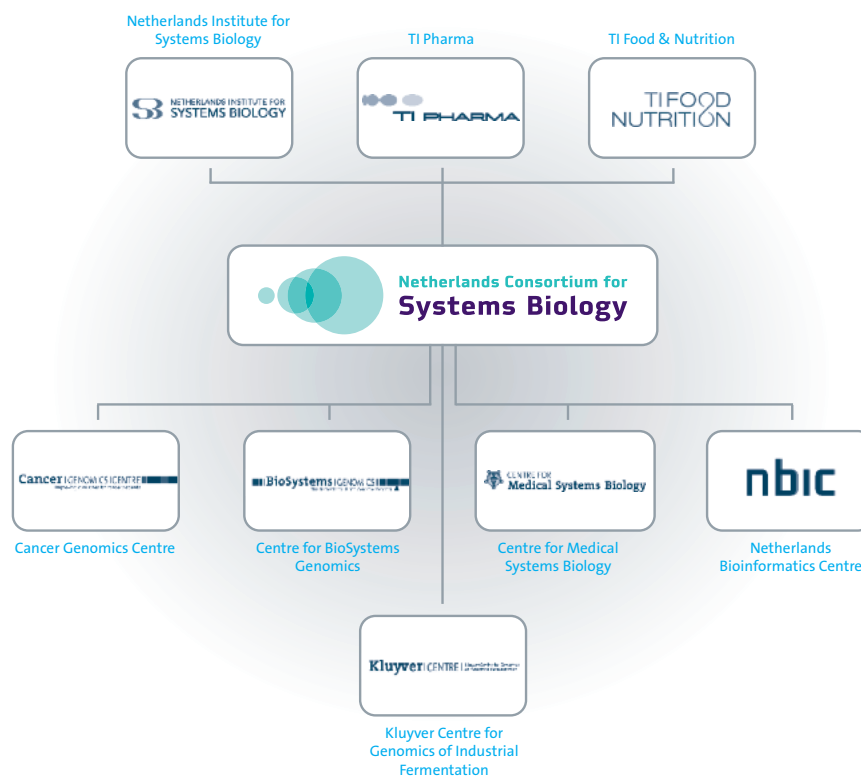 Netherlands Institute for
Systems Biology
TI Pharma
TI Food & Nutrition
NETHERLANDS INSTITUTE FOR
SYSTEMS BIOLOGY
TI PHARMA
TI FOOD
NUTRITION
Netherlands Consortium for
Systems Biology
Cancer GENOMICS CENTRE
BioSystems GENOMICS
CENTRE FOR
Medical Systems Biology
nbic
Cancer Genomics Centre
Centre for BioSystems
Genomics
Centre for Medical
Systems Biology
Netherlands
Bioinformatics Centre
Kluyver CENTRE
Kluyver Centre for
Genomics of Industrial
Fermentation